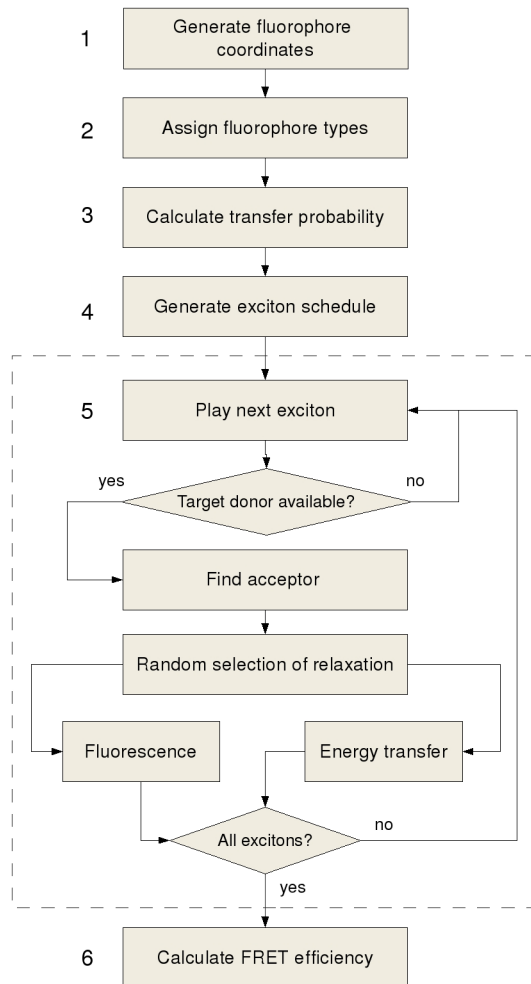 1
Generate fluorophore
coordinates
2
Assign fluorophore types
3
Calculate transfer probability
4
Generate exciton schedule
5
Play next exciton
yes
no
Target donor available?
Find acceptor
Random selection of relaxation
Fluorescence
Energy transfer
All excitons?
no
yes
6
Calculate FRET efficiency